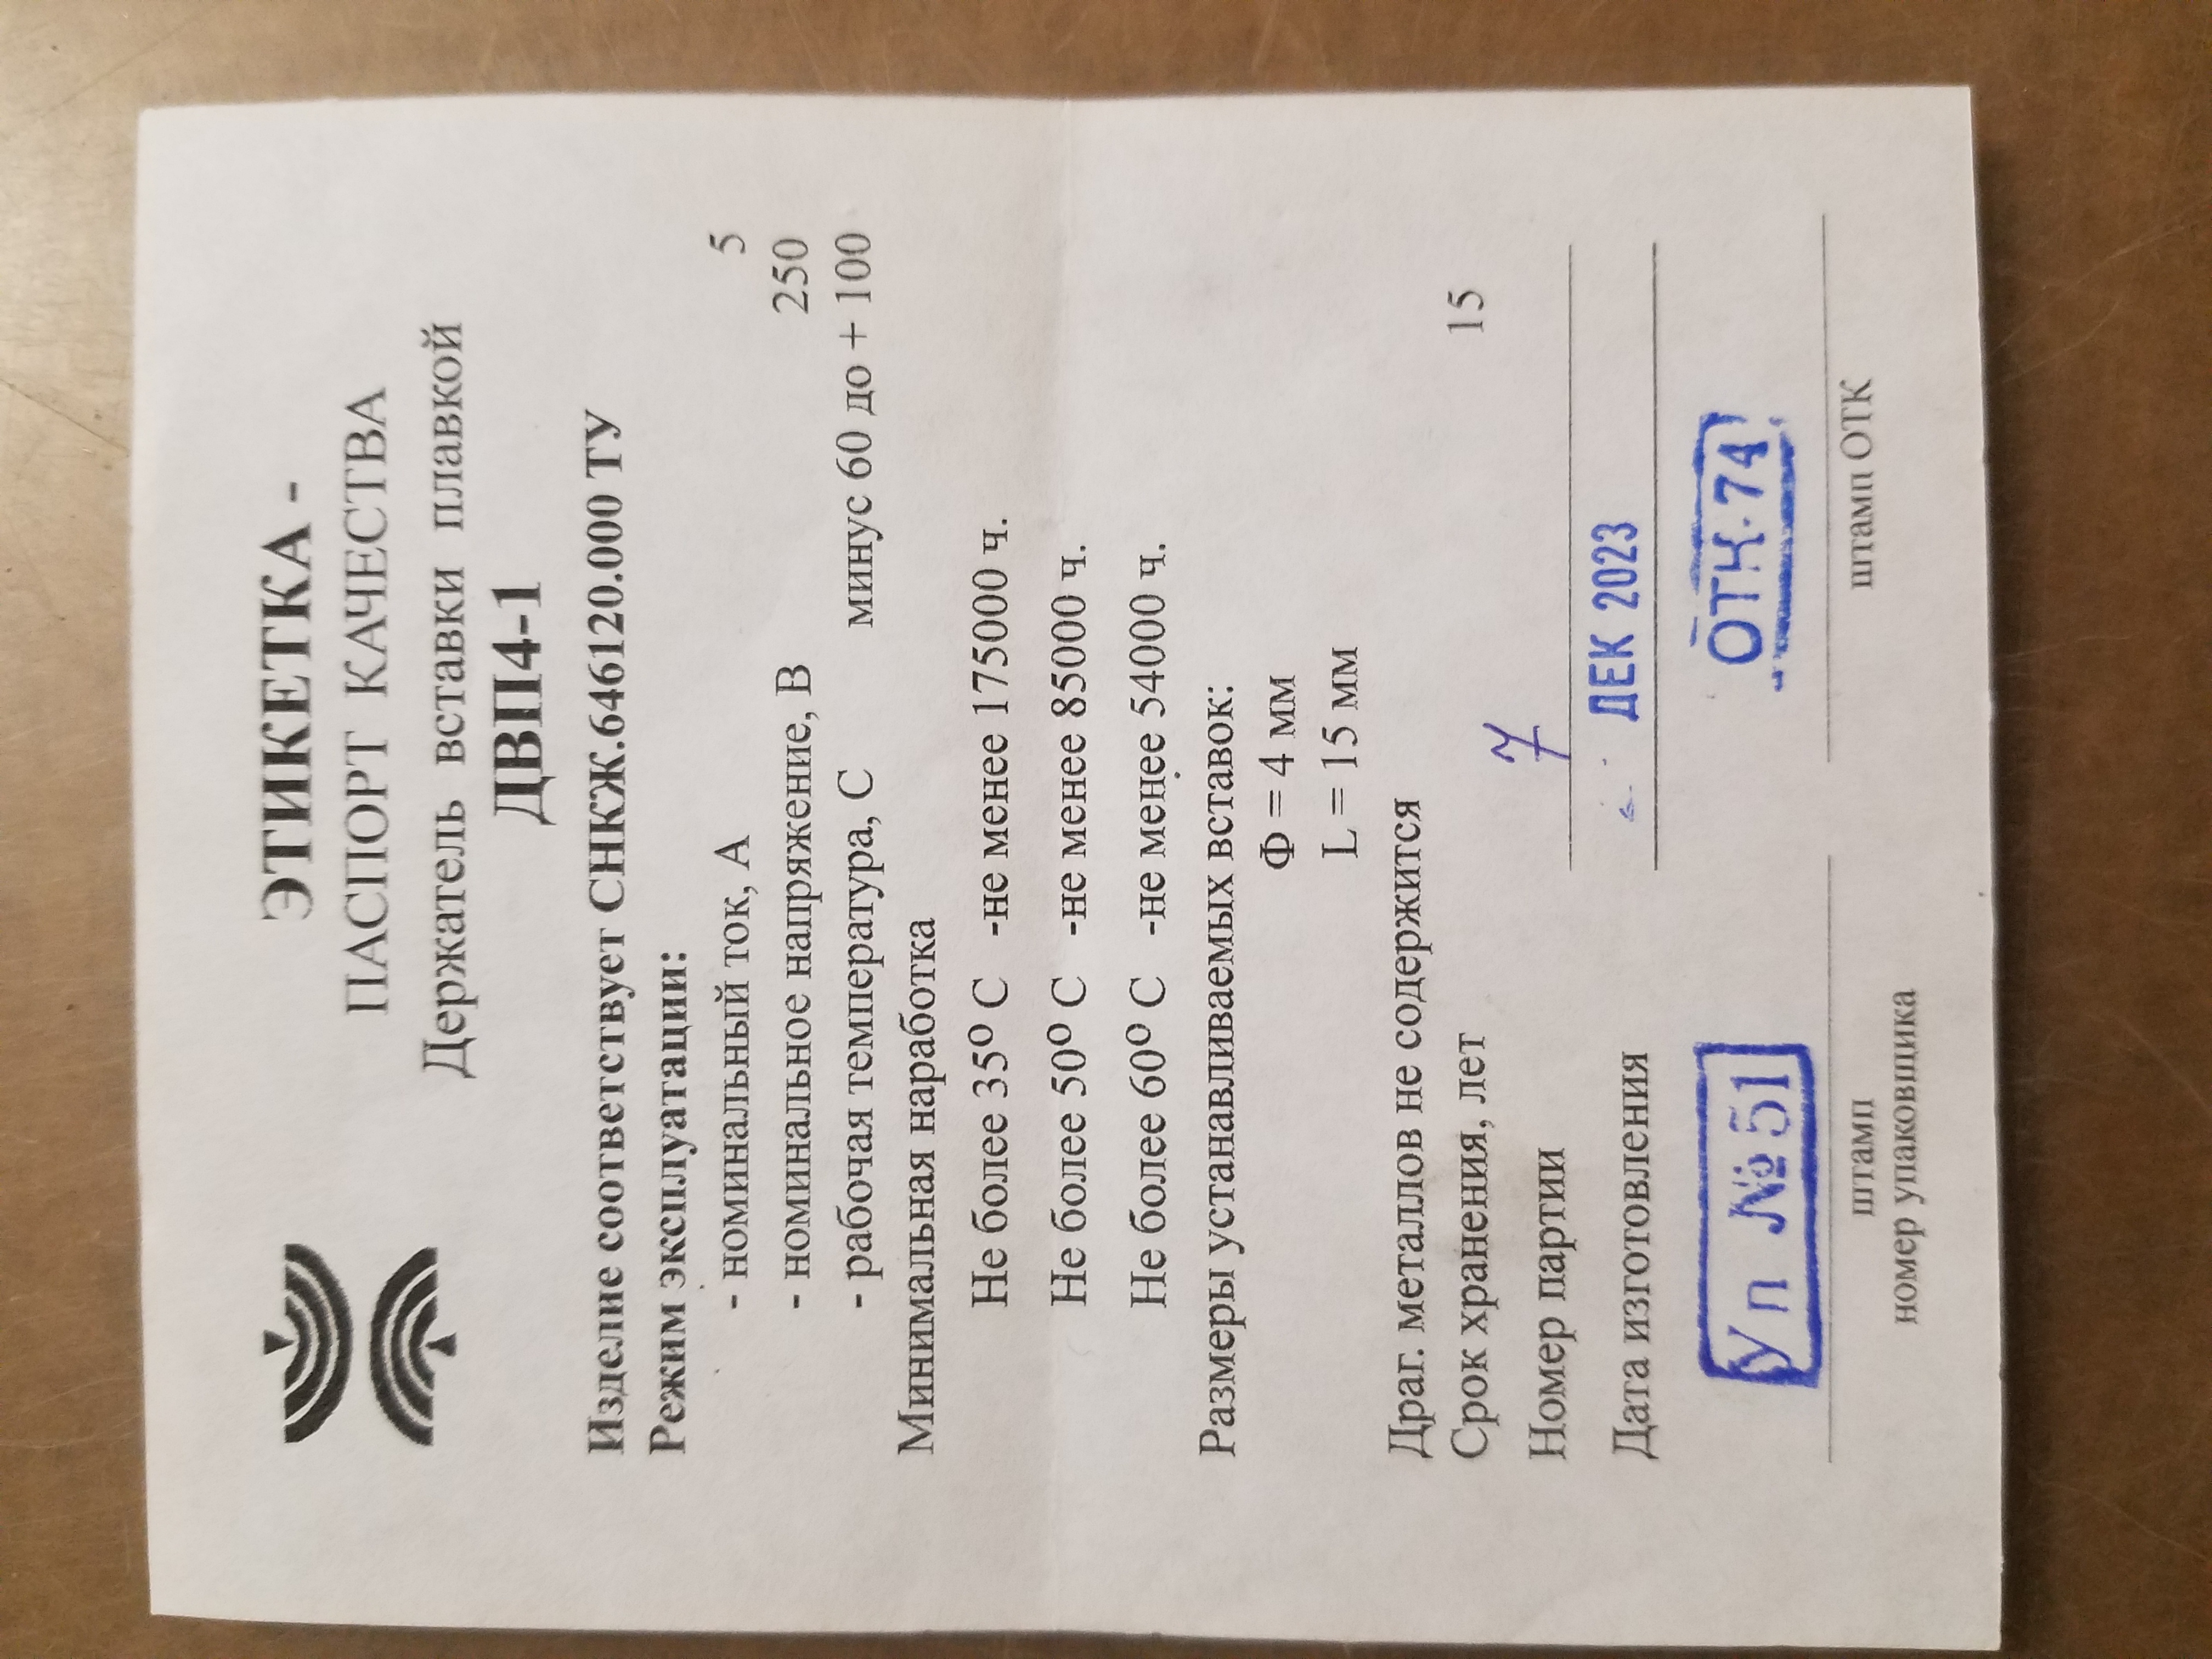 ЭТИКЕТКА -
ПАСПОРТ КАЧЕСТВА
Держатель вставки плавкой
ДВП4-1
Изделие соответствует СНКЖ.646120.000 ТУ
Режим эксплуатации:
- номинальный ток, А 5
- номинальное напряжение, В 250
- рабочая температура, С минус 60 до + 100
Минимальная наработка
Не более 35º С -не менее 175000 ч.
Не более 50º С -не менее 85000 ч.
Не более 60º С -не менее 54000 ч.
Размеры устанавливаемых вставок:
Ф = 4 мм
L = 15 мм
Драг. металлов не содержится
Срок хранения, лет 15
Номер партии 7
Дата изготовления ДЕК 2023
Уп №51 ОТК-74
штамп штамп ОТК
номер упаковщика